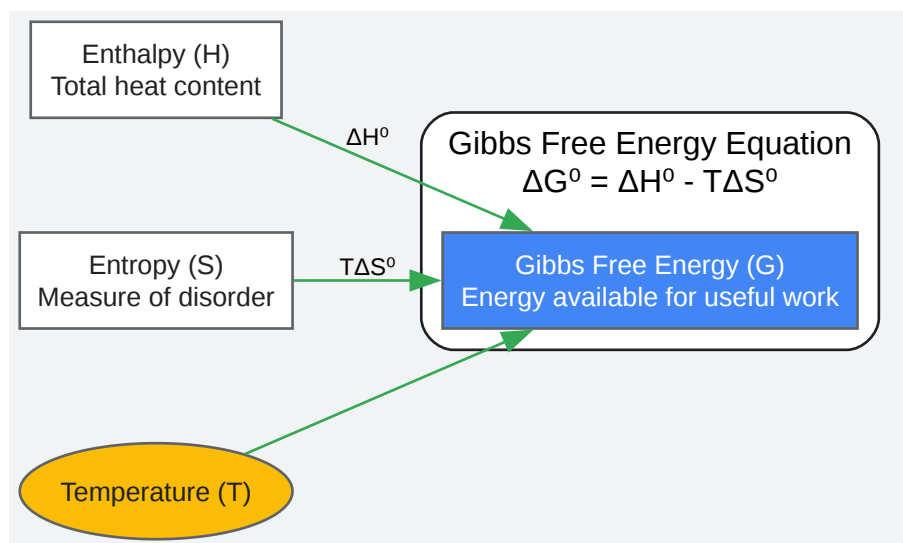 Enthalpy (H)
Total heat content
ΔH⁰
Gibbs Free Energy Equation
ΔG⁰ = ΔH⁰ - TΔS⁰
Entropy (S)
Measure of disorder
TΔS⁰
Gibbs Free Energy (G)
Energy available for useful work
Temperature (T)